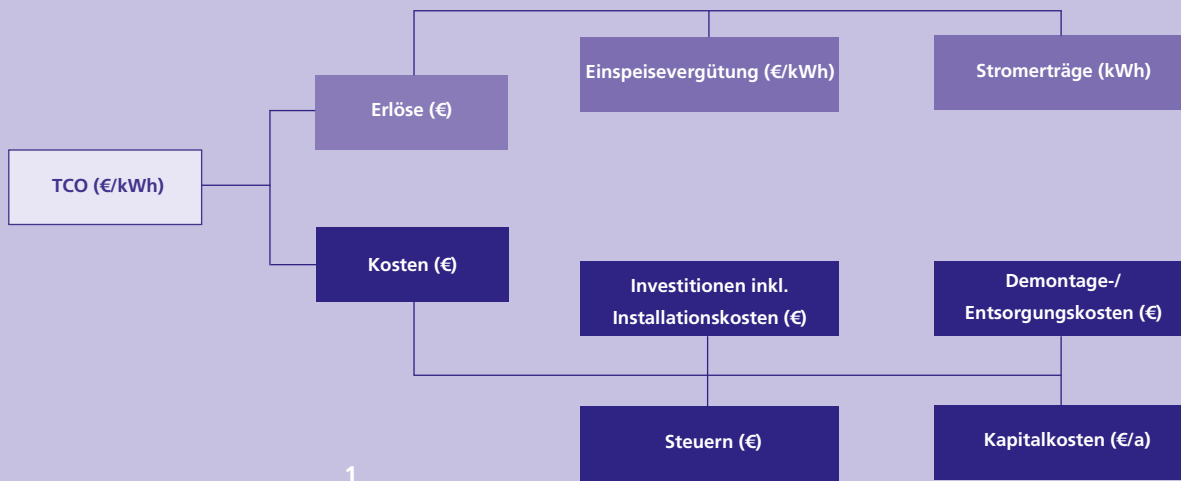 Einspeisevergütung (€/kWh)
Stromerträge (kWh)
Erlöse (€)
TCO (€/kWh)
Kosten (€)
Investitionen inkl.
Installationskosten (€)
Demontage-/
Entsorgungskosten (€)
Steuern (€)
Kapitalkosten (€/a)
1